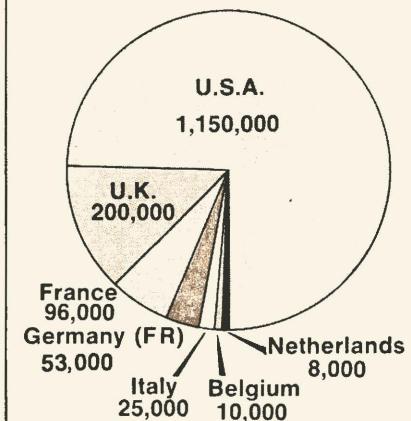 U.S.A.
1,150,000
U.K.
200,000
France
96,000
Germany (FR)
53,000
Italy
25,000
Belgium
10,000
Netherlands
8,000